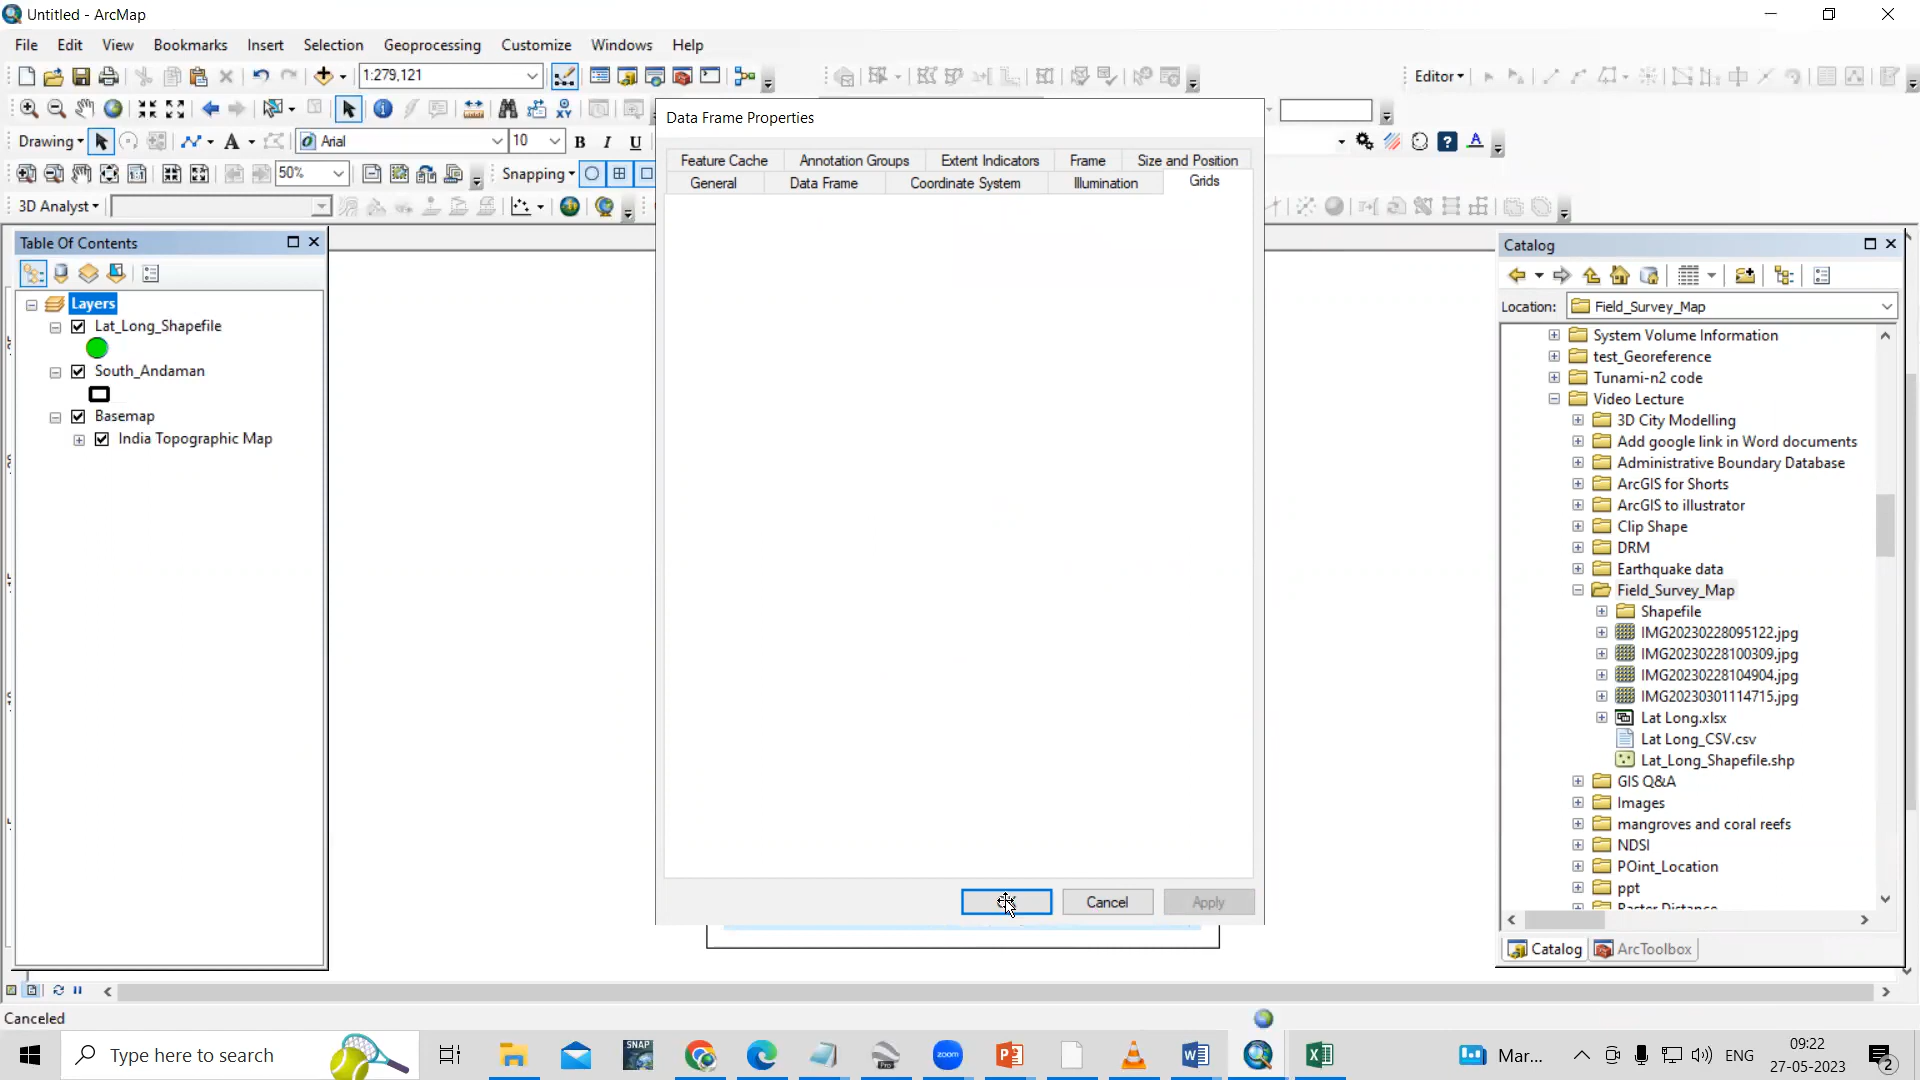 Untitled - ArcMap
File Edit View Bookmarks Insert Selection Geoprocessing Customize Windows Help
1:279,121
Editor
Drawing A Arial 10 B I U
50% Snapping
3D Analyst
Data Frame Properties
Feature Cache Annotation Groups Extent Indicators Frame Size and Position
General Data Frame Coordinate System Illumination Grids
Cancel Apply
Table Of Contents
Layers
Lat_Long_Shapefile
South_Andaman
Basemap
India Topographic Map
Catalog
Location: Field_Survey_Map
System Volume Information
test_Georeference
Tunami-n2 code
Video Lecture
3D City Modelling
Add google link in Word documents
Administrative Boundary Database
ArcGIS for Shorts
ArcGIS to illustrator
Clip Shape
DRM
Earthquake data
Field_Survey_Map
Shapefile
IMG20230228095122.jpg
IMG20230228100309.jpg
IMG20230228104904.jpg
IMG20230301114715.jpg
Lat Long.xlsx
Lat Long_CSV.csv
Lat_Long_Shapefile.shp
GIS Q&A
Images
mangroves and coral reefs
NDSI
POint_Location
ppt
Raster Distance
Catalog ArcToolbox
Canceled
Type here to search
SNAP
Pro
zoom
Mar...
ENG
09:22
27-05-2023
2